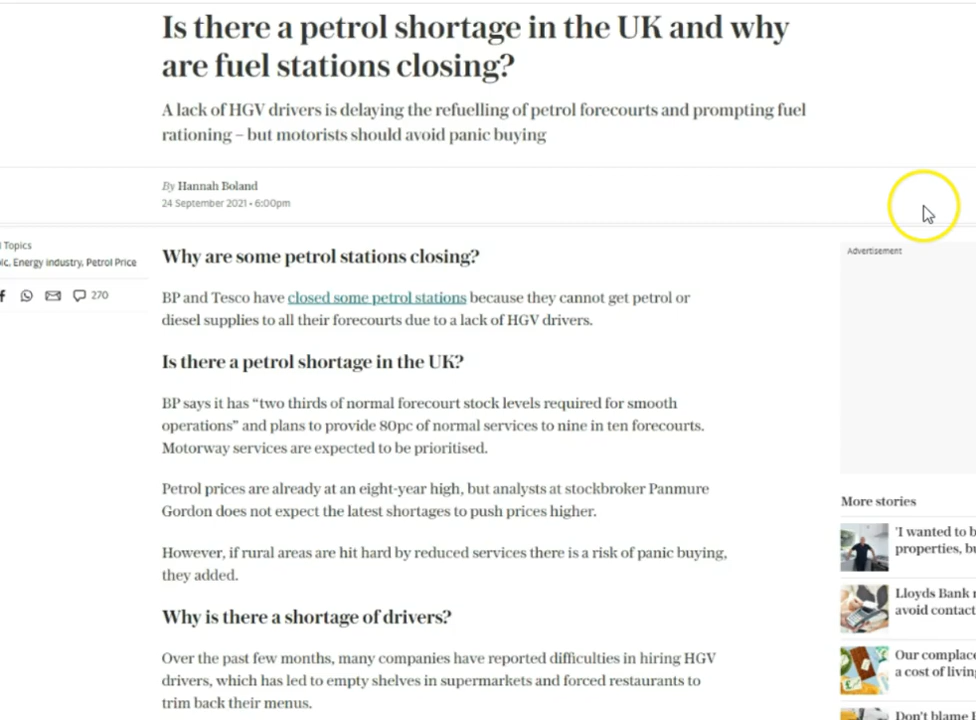 Is there a petrol shortage in the UK and why
are fuel stations closing?
A lack of HGV drivers is delaying the refuelling of petrol forecourts and prompting fuel
rationing – but motorists should avoid panic buying
By Hannah Boland
24 September 2021 • 6:00pm
Topics
Energy industry, Petrol Price
270
Why are some petrol stations closing?
BP and Tesco have closed some petrol stations because they cannot get petrol or
diesel supplies to all their forecourts due to a lack of HGV drivers.
Is there a petrol shortage in the UK?
BP says it has “two thirds of normal forecourt stock levels required for smooth
operations” and plans to provide 80pc of normal services to nine in ten forecourts.
Motorway services are expected to be prioritised.
Petrol prices are already at an eight-year high, but analysts at stockbroker Panmure
Gordon does not expect the latest shortages to push prices higher.
However, if rural areas are hit hard by reduced services there is a risk of panic buying,
they added.
Why is there a shortage of drivers?
Over the past few months, many companies have reported difficulties in hiring HGV
drivers, which has led to empty shelves in supermarkets and forced restaurants to
trim back their menus.
Advertisement
More stories
'I wanted to b
properties, bu
Lloyds Bank
avoid contact
Our complace
a cost of livin
Don't blame